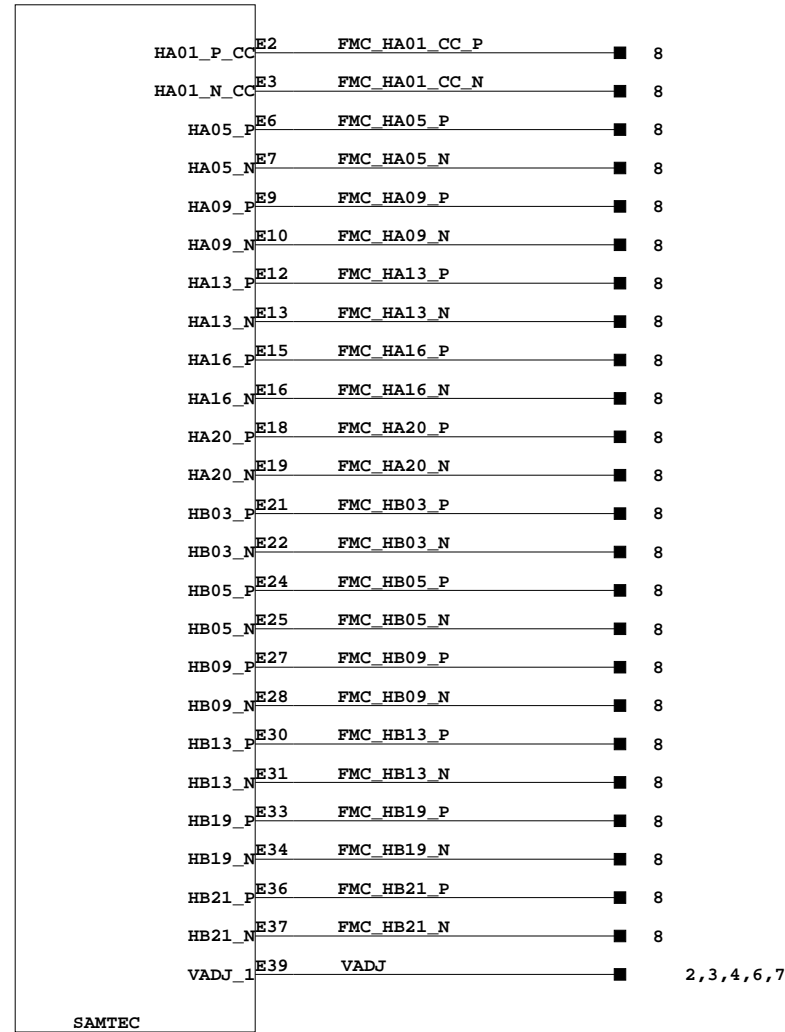 HA01_P_CC E2 FMC_HA01_CC_P 8
HA01_N_CC E3 FMC_HA01_CC_N 8
HA05_P E6 FMC_HA05_P 8
HA05_N E7 FMC_HA05_N 8
HA09_P E9 FMC_HA09_P 8
HA09_N E10 FMC_HA09_N 8
HA13_P E12 FMC_HA13_P 8
HA13_N E13 FMC_HA13_N 8
HA16_P E15 FMC_HA16_P 8
HA16_N E16 FMC_HA16_N 8
HA20_P E18 FMC_HA20_P 8
HA20_N E19 FMC_HA20_N 8
HB03_P E21 FMC_HB03_P 8
HB03_N E22 FMC_HB03_N 8
HB05_P E24 FMC_HB05_P 8
HB05_N E25 FMC_HB05_N 8
HB09_P E27 FMC_HB09_P 8
HB09_N E28 FMC_HB09_N 8
HB13_P E30 FMC_HB13_P 8
HB13_N E31 FMC_HB13_N 8
HB19_P E33 FMC_HB19_P 8
HB19_N E34 FMC_HB19_N 8
HB21_P E36 FMC_HB21_P 8
HB21_N E37 FMC_HB21_N 8
VADJ_1 E39 VADJ 2,3,4,6,7
SAMTEC